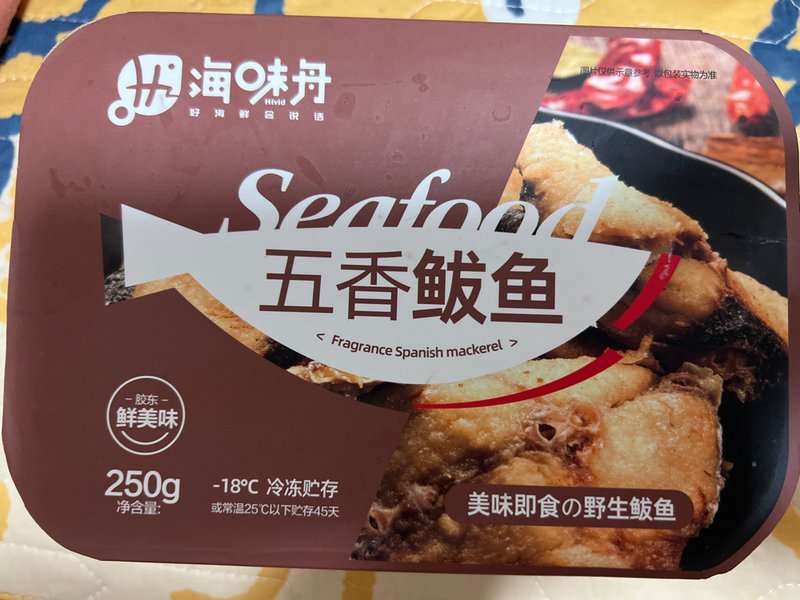 海味舟
Hivid
好海鲜会说话
图片仅供示意参考 以包装实物为准
Seafood
五香鲅鱼
< Fragrance Spanish mackerel >
- 胶东 -
鲜美味
250g
净含量:
-18℃ 冷冻贮存
或常温25℃以下贮存45天
美味即食の野生鲅鱼